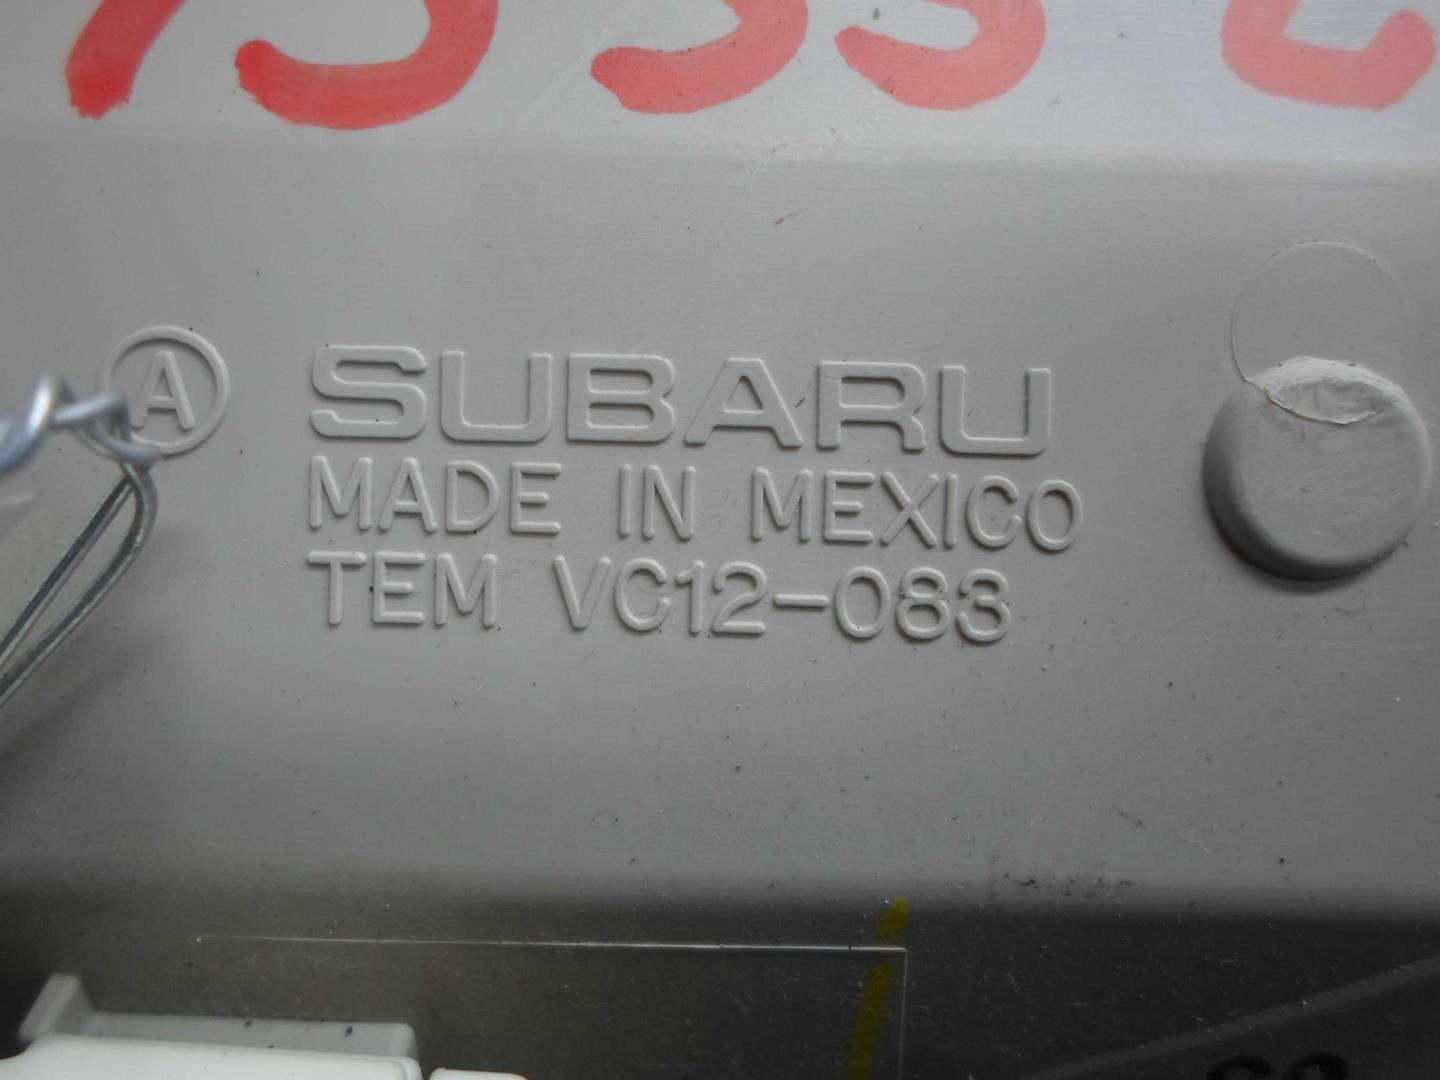 Ⓐ SUBARU
MADE IN MEXICO
TEM VC12-083